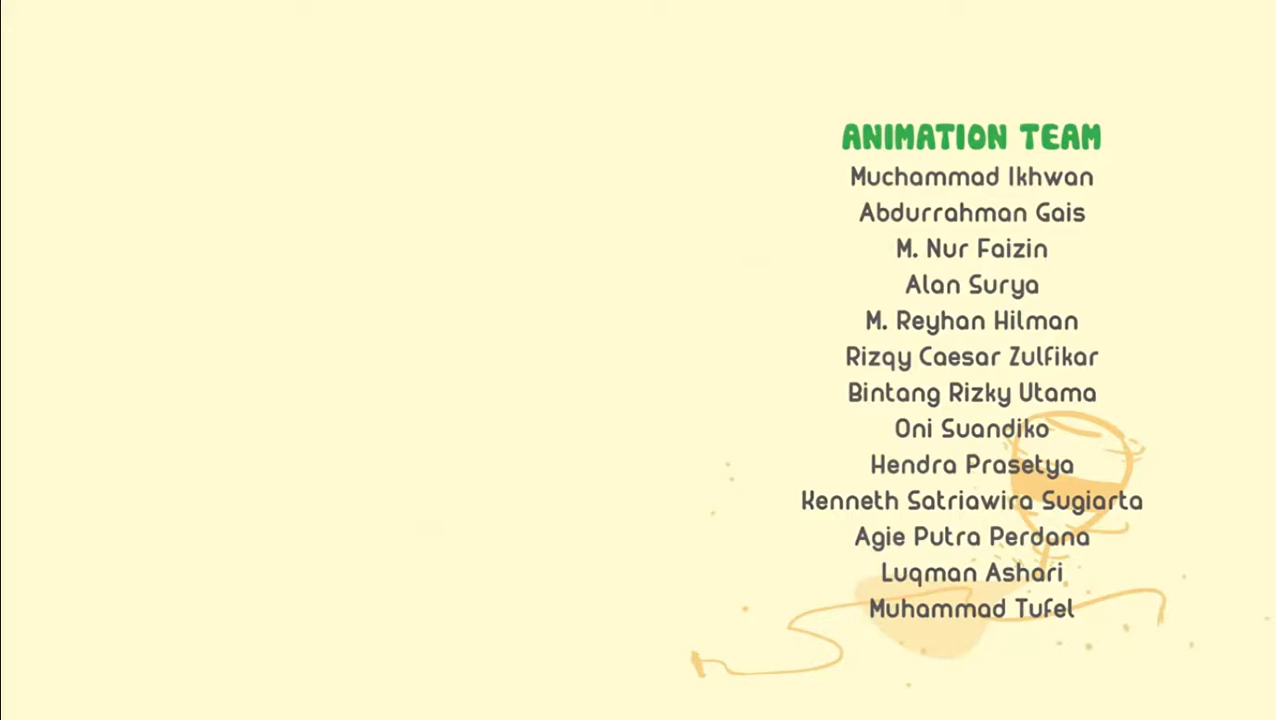 ANIMATION TEAM
Muchammad Ikhwan
Abdurrahman Gais
M. Nur Faizin
Alan Surya
M. Reyhan Hilman
Rizqy Caesar Zulfikar
Bintang Rizky Utama
Oni Suandiko
Hendra Prasetya
Kenneth Satriawira Sugiarta
Agie Putra Perdana
Luqman Ashari
Muhammad Tufel